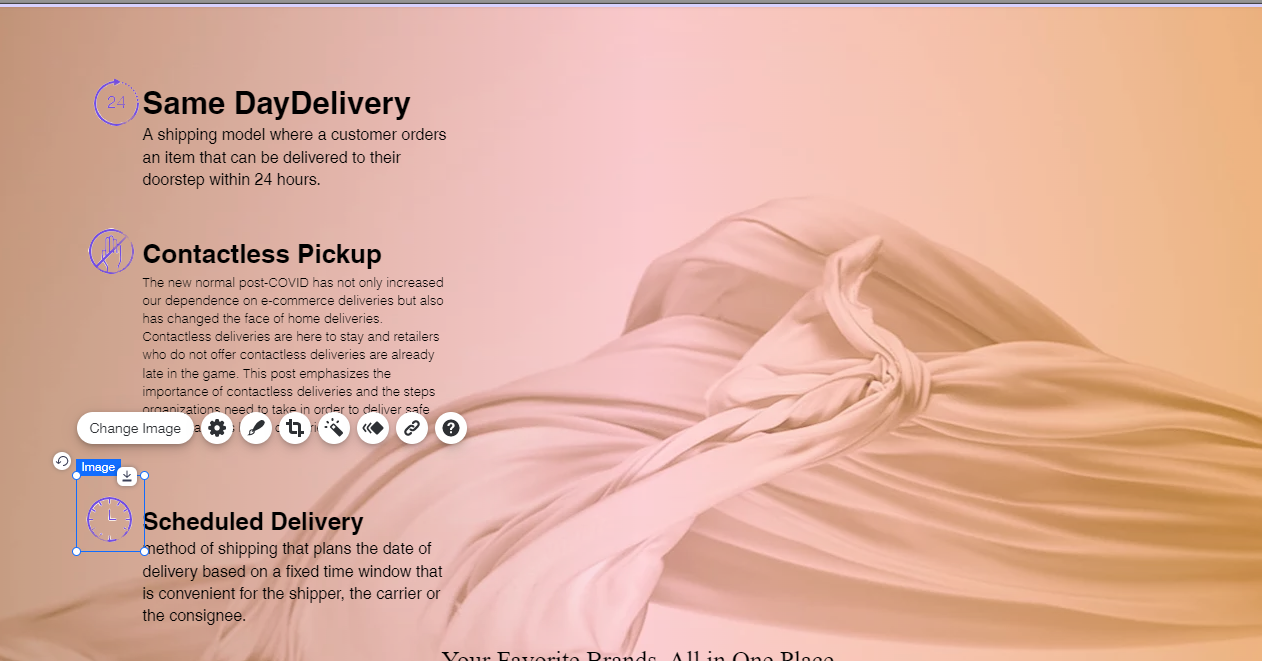 24
Same DayDelivery
A shipping model where a customer orders
an item that can be delivered to their
doorstep within 24 hours.
Contactless Pickup
The new normal post-COVID has not only increased
our dependence on e-commerce deliveries but also
has changed the face of home deliveries.
Contactless deliveries are here to stay and retailers
who do not offer contactless deliveries are already
late in the game. This post emphasizes the
importance of contactless deliveries and the steps
organizations need to take in order to deliver safe
Change Image
Image
Scheduled Delivery
method of shipping that plans the date of
delivery based on a fixed time window that
is convenient for the shipper, the carrier or
the consignee.
Your Favorite Brands, All in One Place